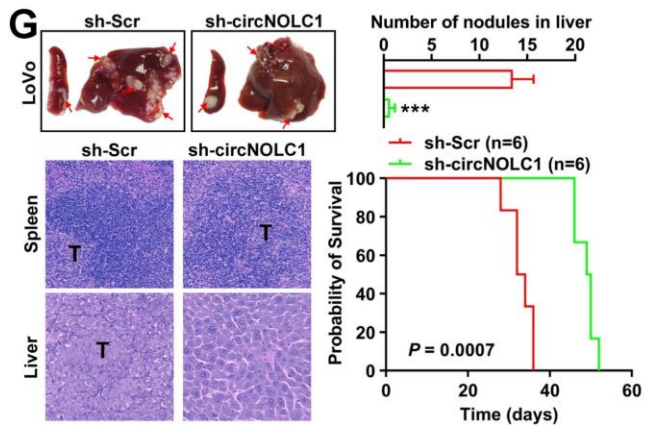 G
sh-Scr
sh-circNOLC1
LoVo
Number of nodules in liver
0 5 10 15 20
***
sh-Scr (n=6)
sh-circNOLC1 (n=6)
sh-Scr
sh-circNOLC1
Spleen
T
T
Liver
T
Probability of Survival
100
80
60
40
20
0
P = 0.0007
0 20 40 60
Time (days)